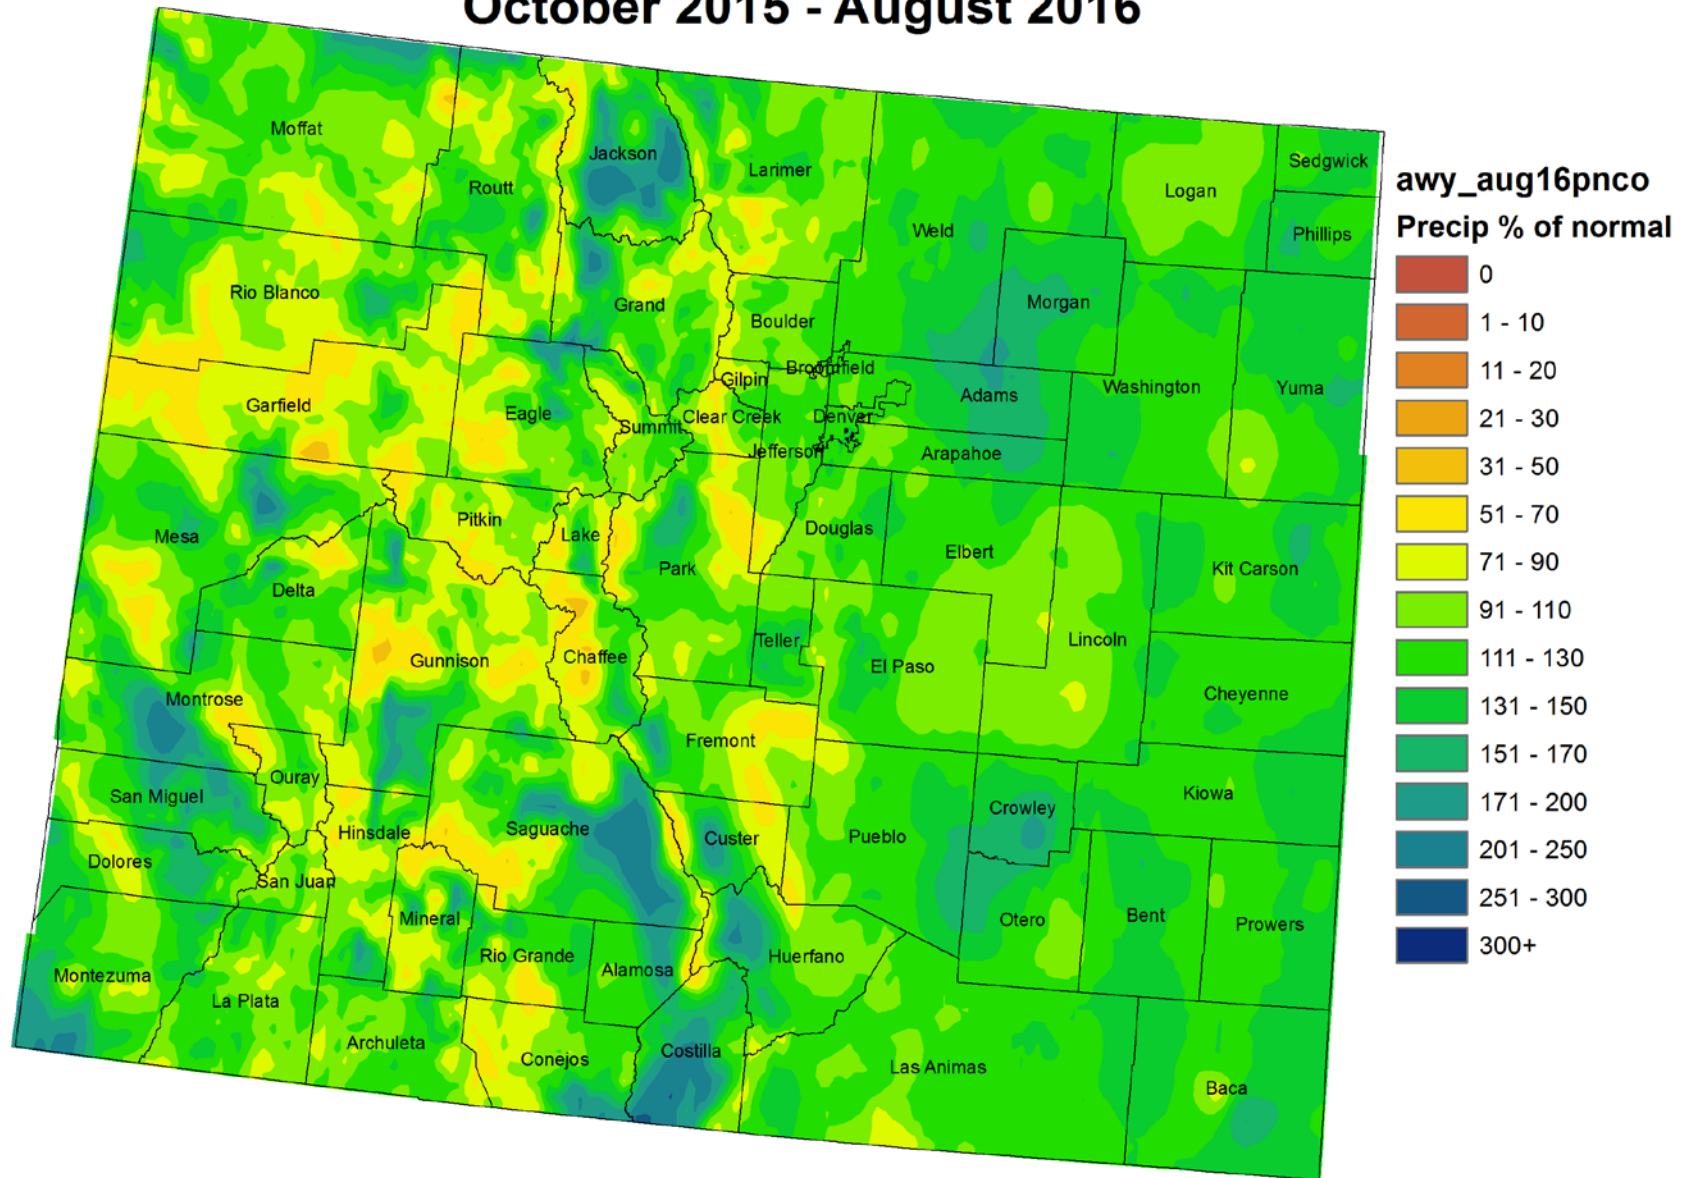 October 2015 - August 2016
awy_aug16pnco
Precip % of normal
0
1 - 10
11 - 20
21 - 30
31 - 50
51 - 70
71 - 90
91 - 110
111 - 130
131 - 150
151 - 170
171 - 200
201 - 250
251 - 300
300+
Moffat
Routt
Jackson
Larimer
Weld
Logan
Sedgwick
Phillips
Rio Blanco
Grand
Boulder
Morgan
Broomfield
Gilpin
Garfield
Eagle
Summit
Clear Creek
Denver
Adams
Washington
Yuma
Jefferson
Arapahoe
Mesa
Pitkin
Lake
Park
Douglas
Elbert
Kit Carson
Delta
Gunnison
Chaffee
Teller
El Paso
Lincoln
Cheyenne
Montrose
Fremont
Ouray
San Miguel
Hinsdale
Saguache
Custer
Pueblo
Crowley
Kiowa
Dolores
San Juan
Mineral
Rio Grande
Alamosa
Huerfano
Otero
Bent
Prowers
Montezuma
La Plata
Archuleta
Conejos
Costilla
Las Animas
Baca